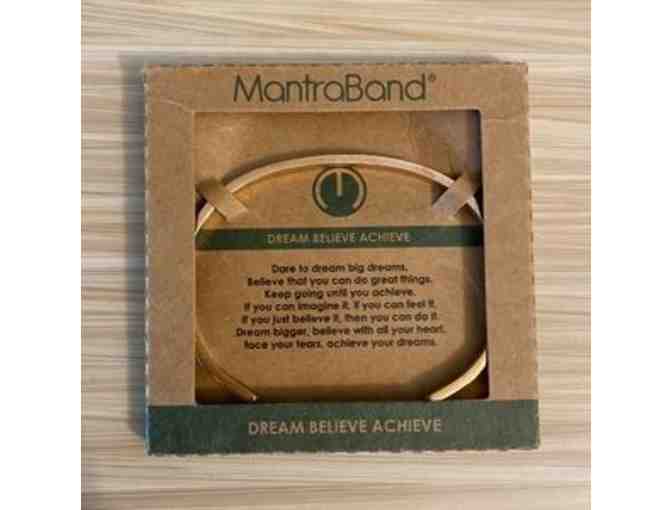 MantraBand®
DREAM BELIEVE ACHIEVE
Dare to dream big dreams.
Believe that you can do great things.
Keep going until you achieve.
If you can imagine it, if you can feel it,
if you just believe it, then you can do it.
Dream bigger, believe with all your heart,
face your fears, achieve your dreams.
DREAM BELIEVE ACHIEVE